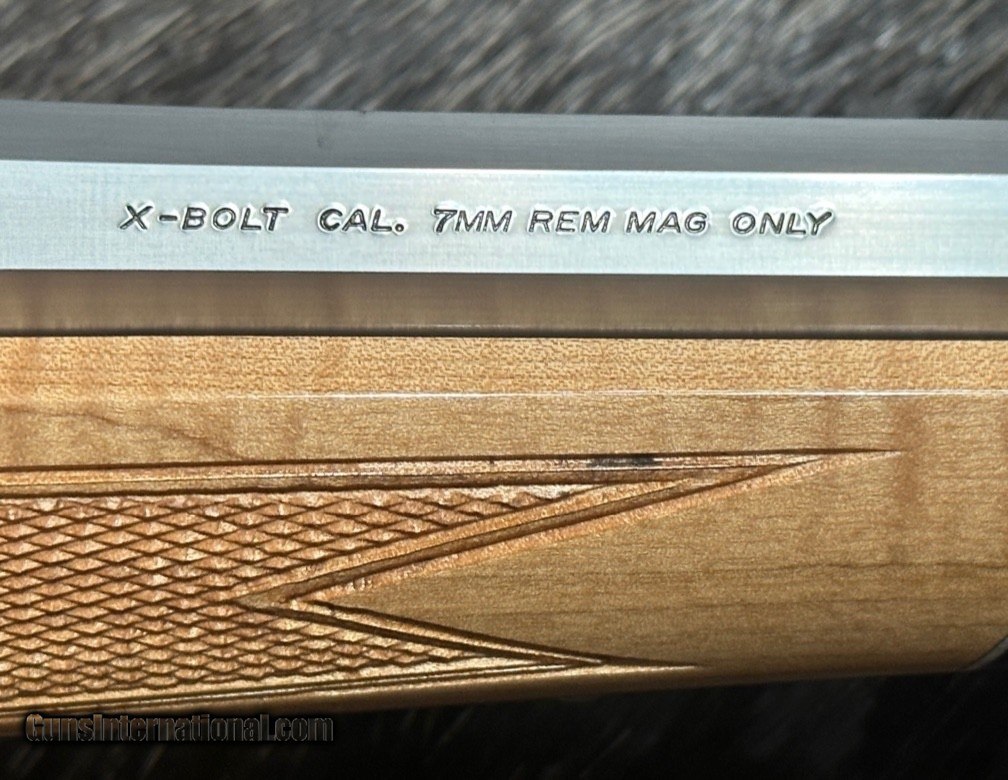 X-BOLT CAL. 7MM REM MAG ONLY
GunsInternational.com